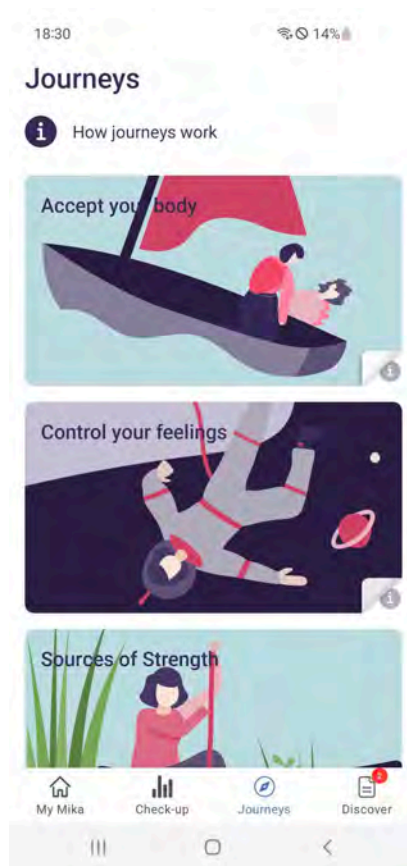 18:30 14%
Journeys
i How journeys work
Accept your body
i
Control your feelings
i
Sources of Strength
2
My Mika Check-up Journeys Discover